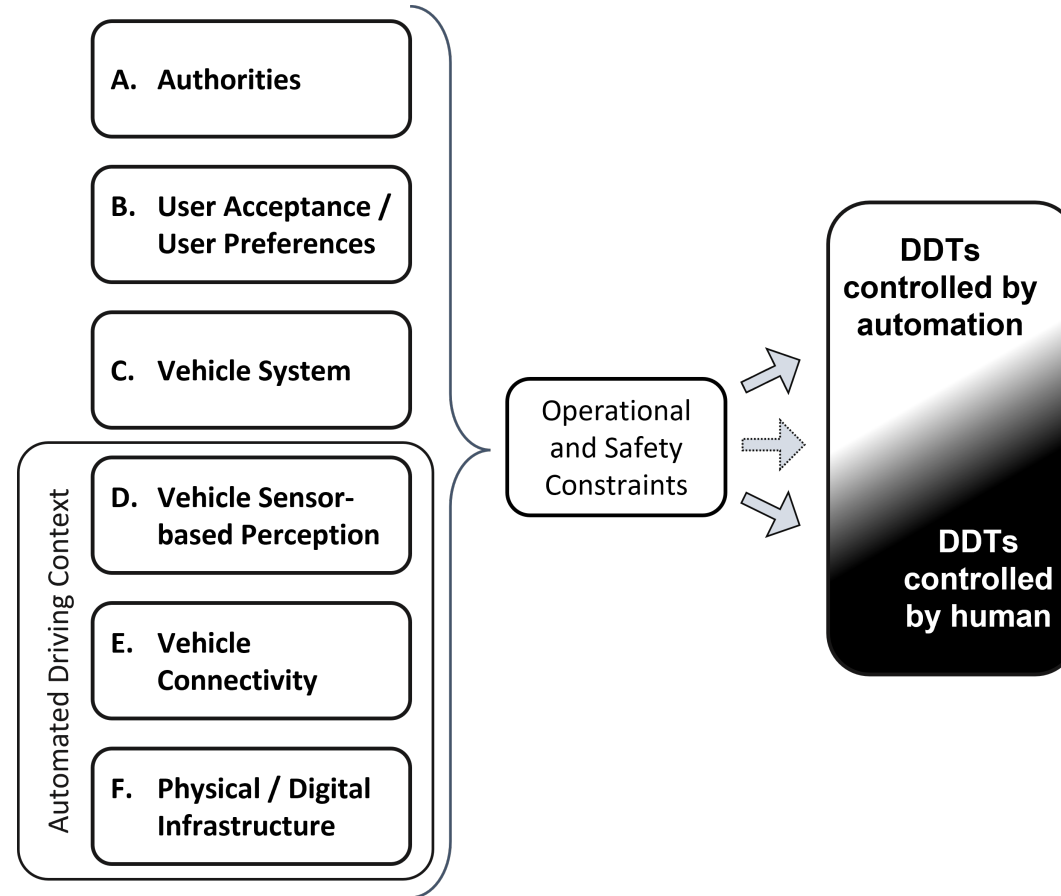 A. Authorities
B. User Acceptance /
User Preferences
C. Vehicle System
Automated Driving Context
D. Vehicle Sensor-
based Perception
E. Vehicle
Connectivity
F. Physical / Digital
Infrastructure
Operational
and Safety
Constraints
DDTs
controlled by
automation
DDTs
controlled
by human